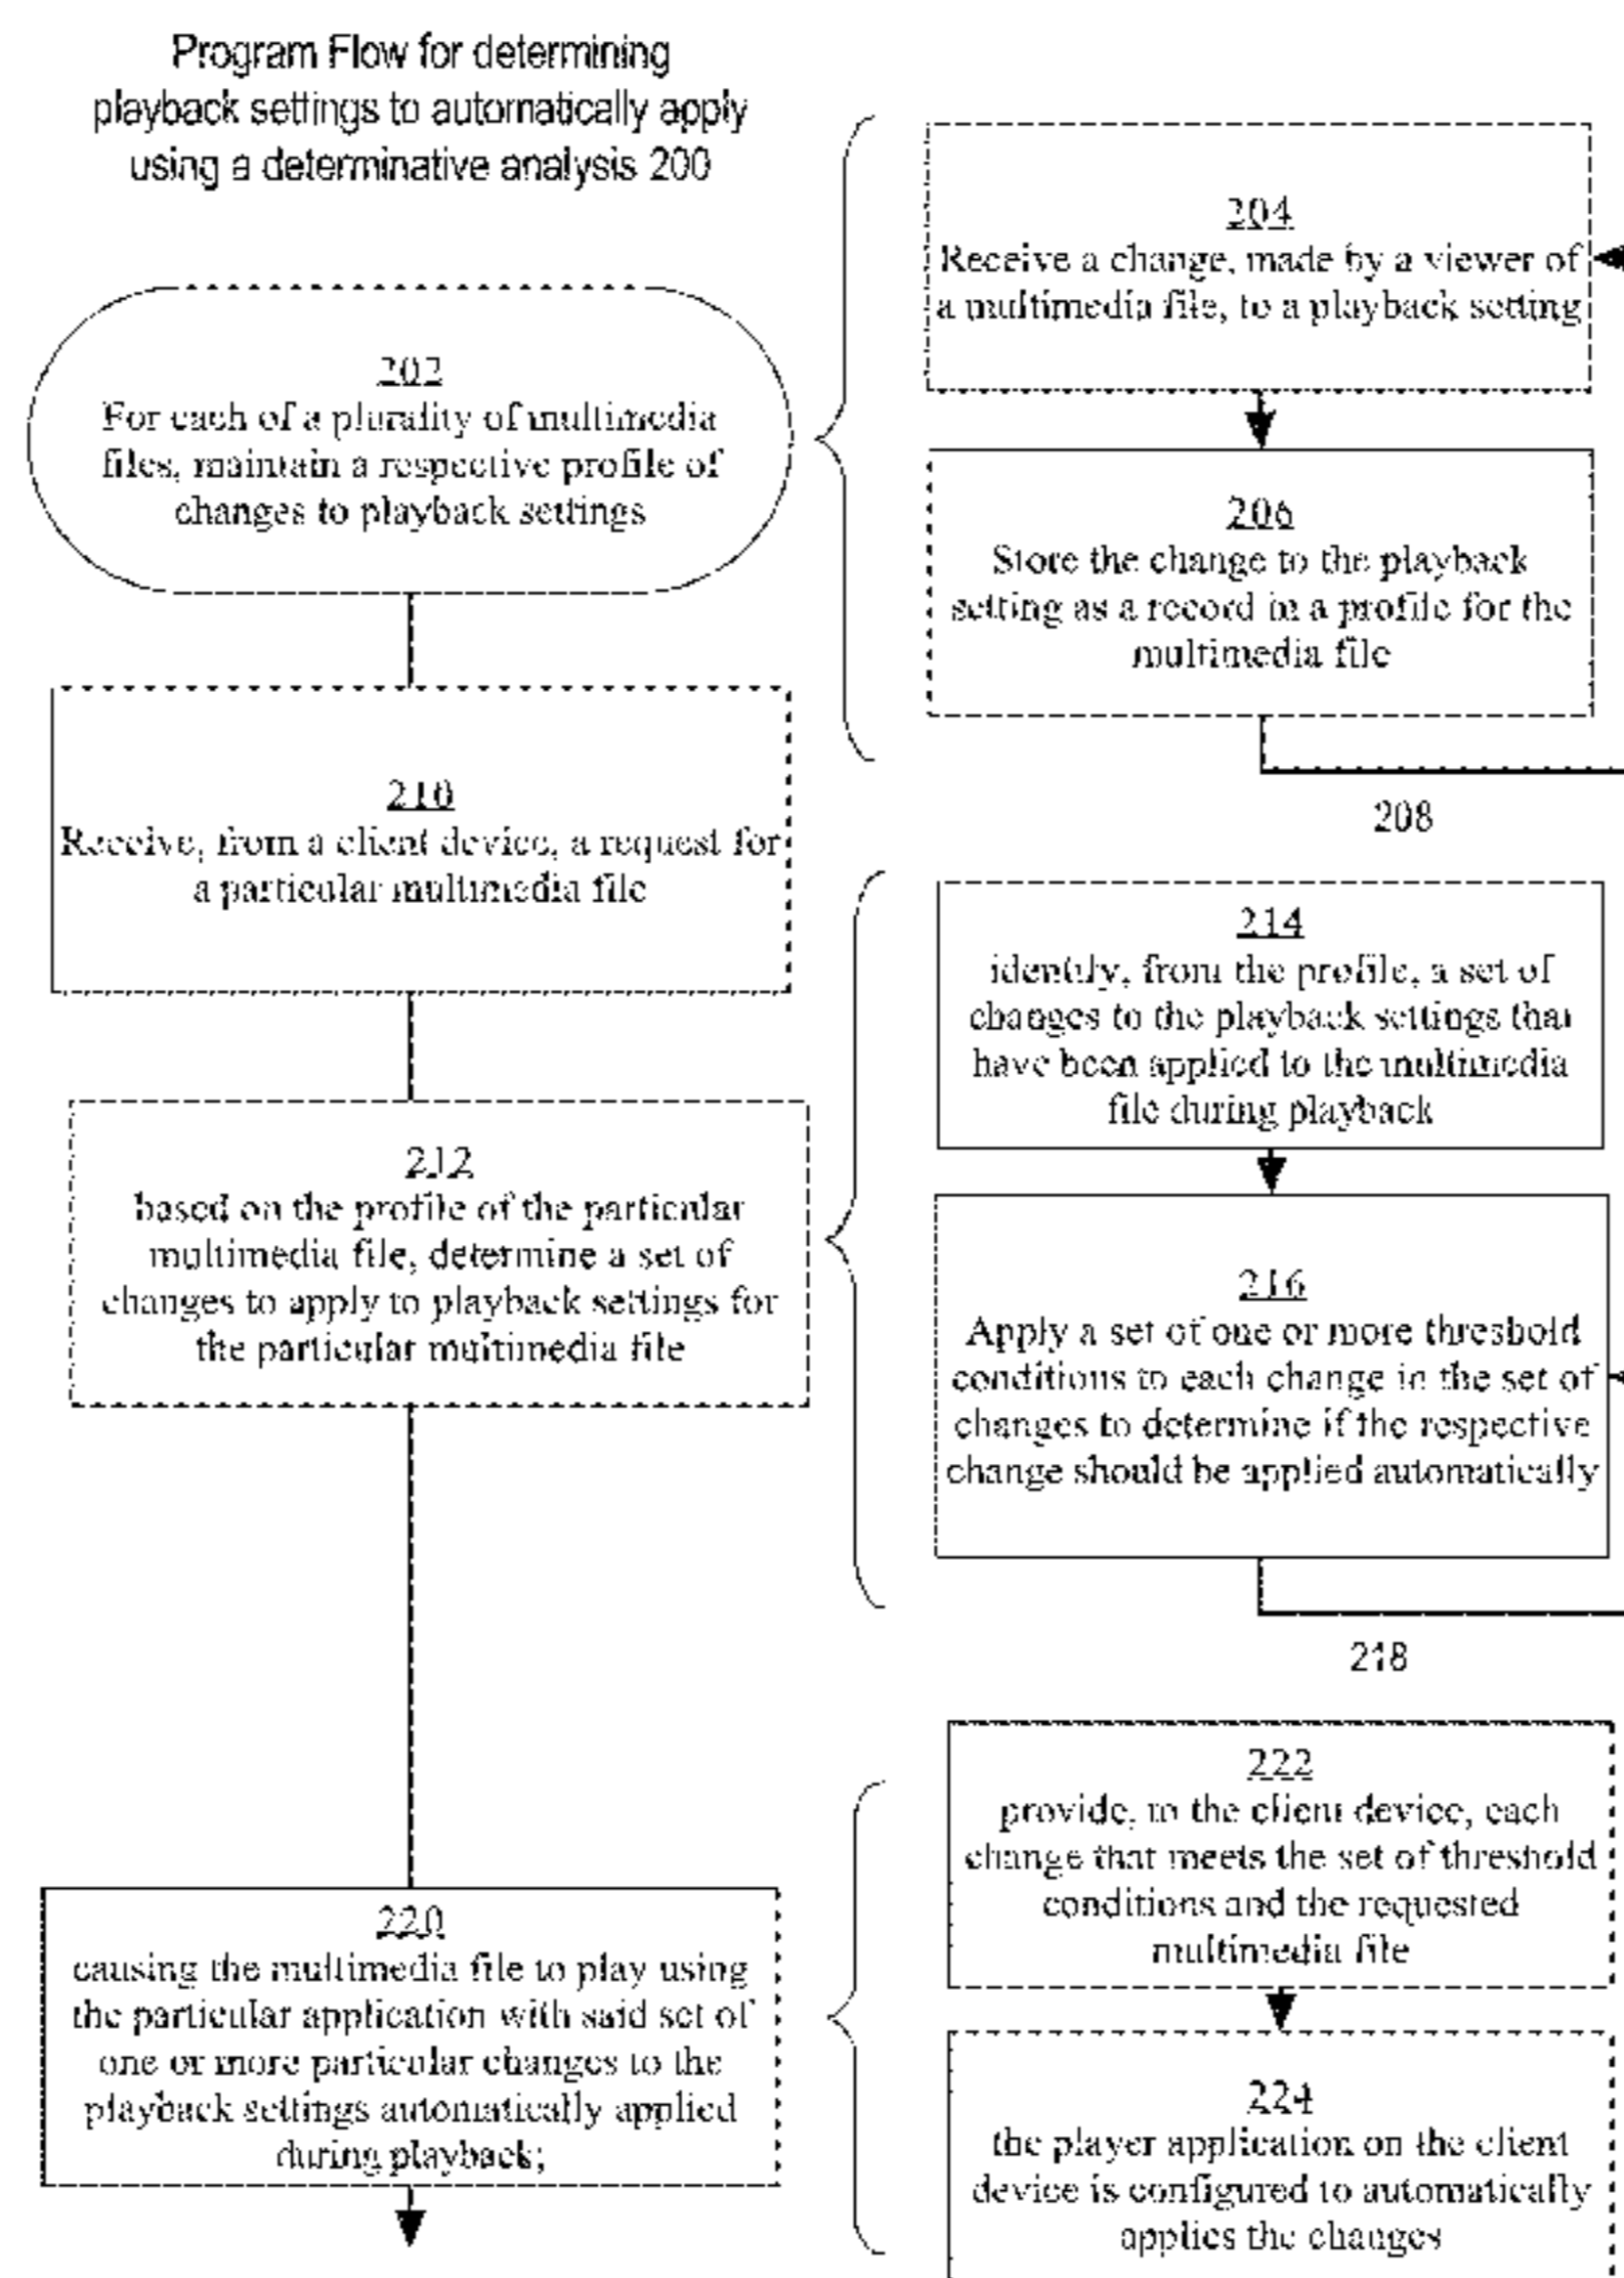 Program Flow for determining
playback settings to automatically apply
using a determinative analysis 200
202
For each of a plurality of multimedia
files, maintain a respective profile of
changes to playback settings
204
Receive a change, made by a viewer of
a multimedia file, to a playback setting
206
Store the change to the playback
setting as a record in a profile for the
multimedia file
208
210
Receive, from a client device, a request for
a particular multimedia file
212
based on the profile of the particular
multimedia file, determine a set of
changes to apply to playback settings for
the particular multimedia file
214
identify, from the profile, a set of
changes to the playback settings that
have been applied to the multimedia
file during playback
216
Apply a set of one or more threshold
conditions to each change in the set of
changes to determine if the respective
change should be applied automatically
218
220
causing the multimedia file to play using
the particular application with said set of
one or more particular changes to the
playback settings automatically applied
during playback;
222
provide, to the client device, each
change that meets the set of threshold
conditions and the requested
multimedia file
224
the player application on the client
device is configured to automatically
applies the changes